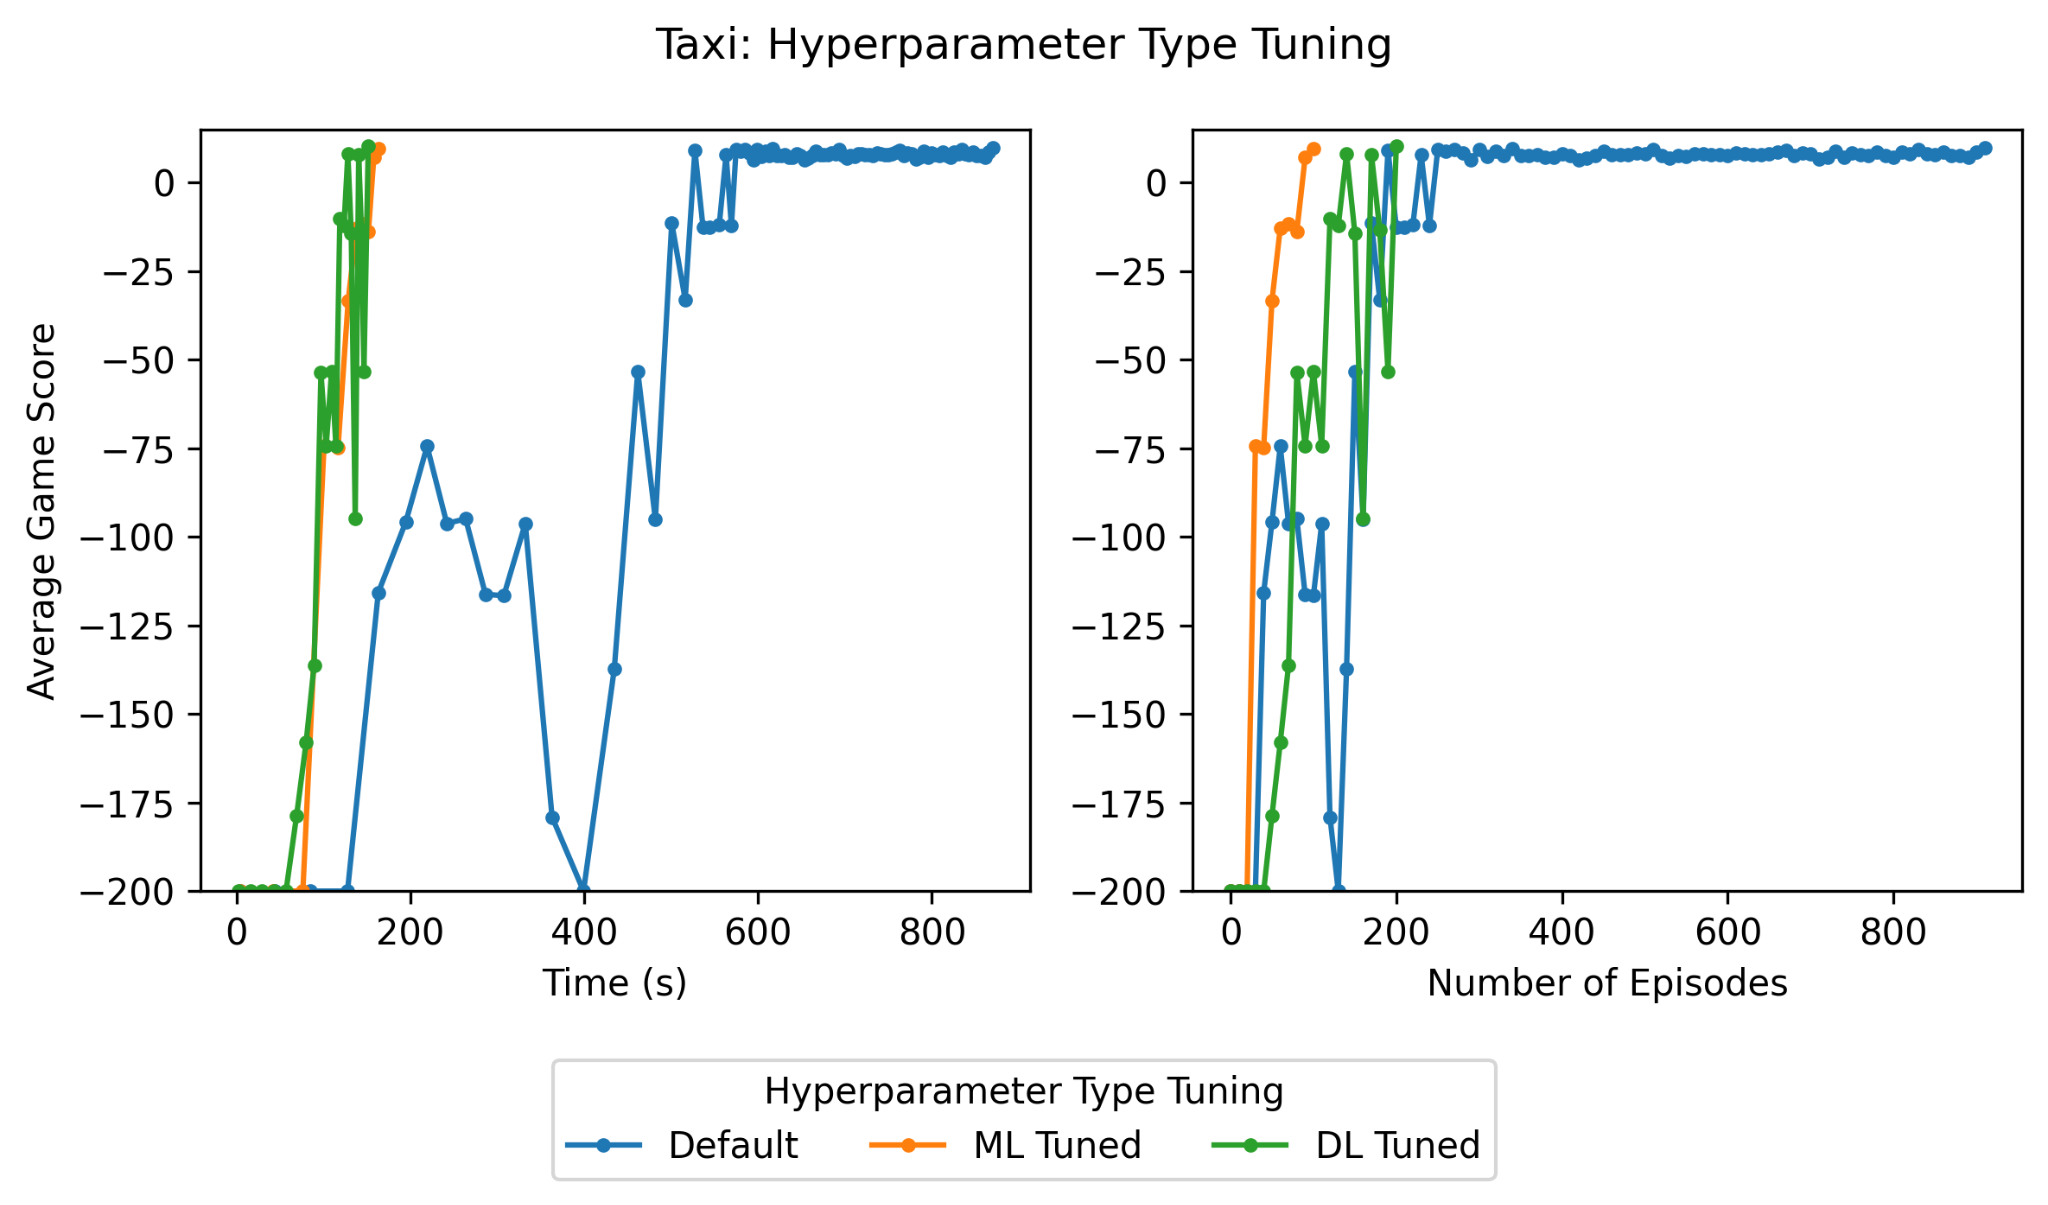 Taxi: Hyperparameter Type Tuning
Average Game Score
0
−25
−50
−75
−100
−125
−150
−175
−200
0 200 400 600 800
Time (s)
0
−25
−50
−75
−100
−125
−150
−175
−200
0 200 400 600 800
Number of Episodes
Hyperparameter Type Tuning
Default ML Tuned DL Tuned